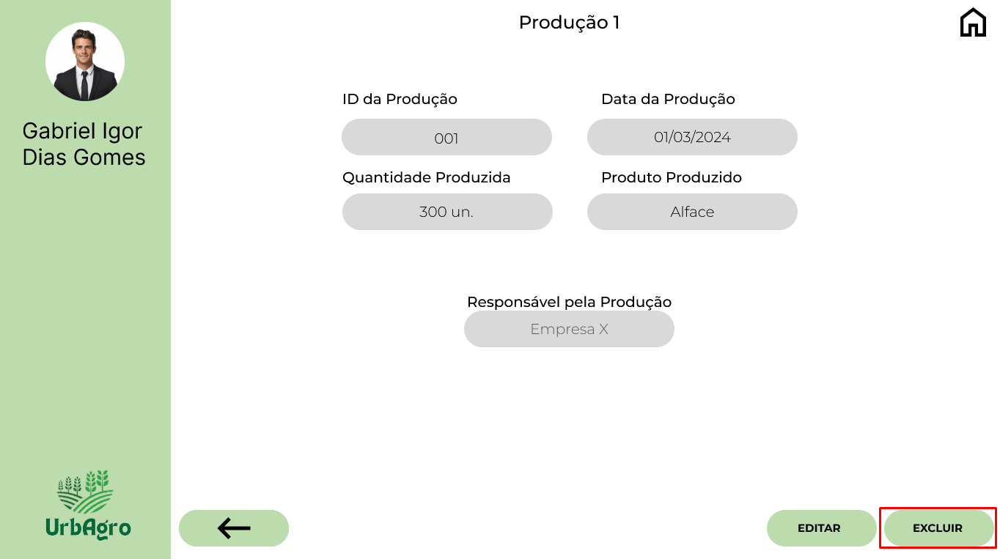 Produção 1
Gabriel Igor
Dias Gomes
ID da Produção
Data da Produção
001
01/03/2024
Quantidade Produzida
Produto Produzido
300 un.
Alface
Responsável pela Produção
Empresa X
UrbAgro
EDITAR
EXCLUIR